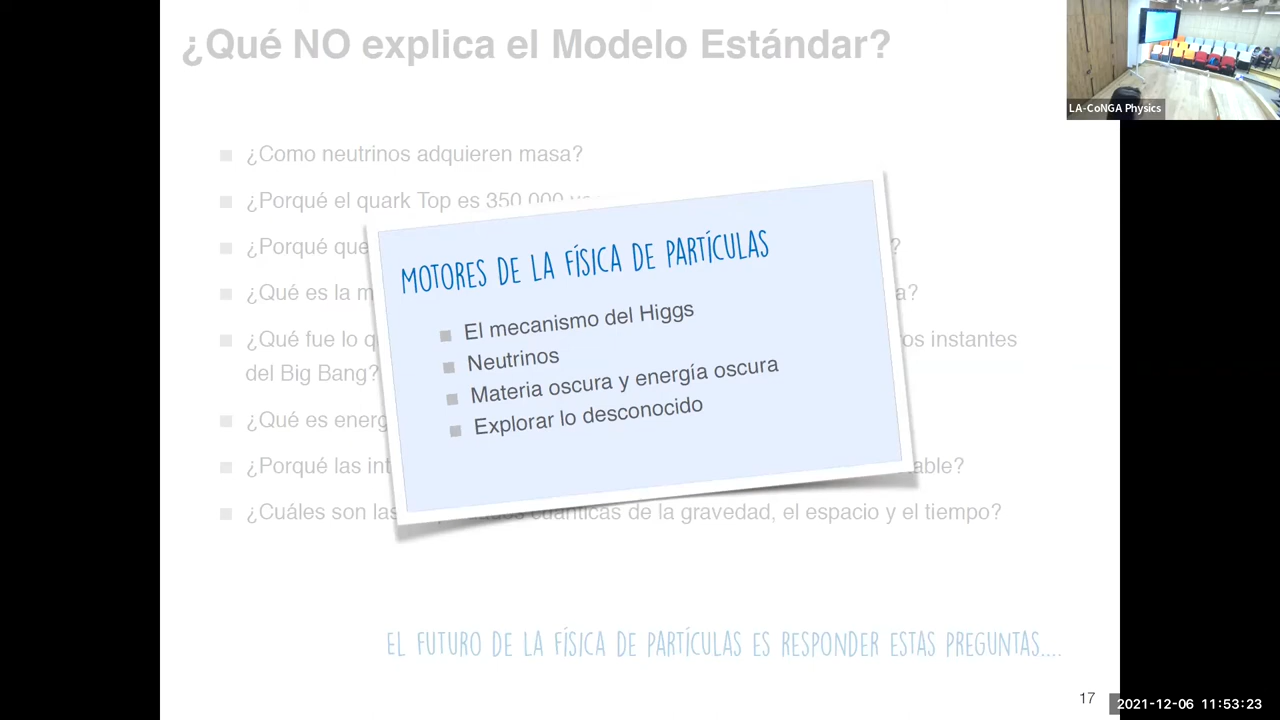 ¿Qué NO explica el Modelo Estándar?
LA-CoNGA Physics
¿Como neutrinos adquieren masa?
¿Porqué el quark Top es 350,000
¿Porqué que
?
¿Qué es la
a?
¿Qué fue lo
os instantes
del Big Bang?
¿Qué es
¿Porqué las
able?
¿Cuáles son las cuánticas de la gravedad, el espacio y el tiempo?
MOTORES DE LA FÍSICA DE PARTÍCULAS
El mecanismo del Higgs
Neutrinos
Materia oscura y energía oscura
Explorar lo desconocido
EL FUTURO DE LA FÍSICA DE PARTÍCULAS ES RESPONDER ESTAS PREGUNTAS....
17
2021-12-06 11:53:23